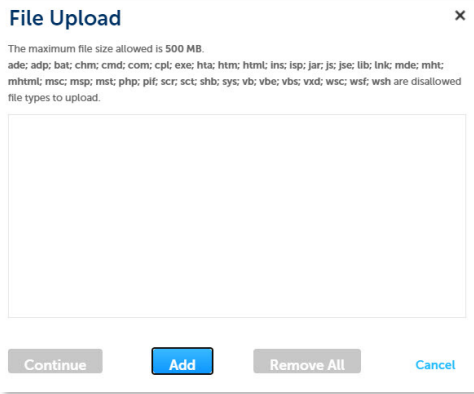 File Upload
×
The maximum file size allowed is 500 MB.
ade; adp; bat; chm; cmd; com; cpl; exe; hta; htm; html; ins; isp; jar; js; jse; lib; lnk; mde; mht;
mhtml; msc; msp; mst; php; pif; scr; sct; shb; sys; vb; vbe; vbs; vxd; wsc; wsf; wsh are disallowed
file types to upload.
Continue Add Remove All Cancel